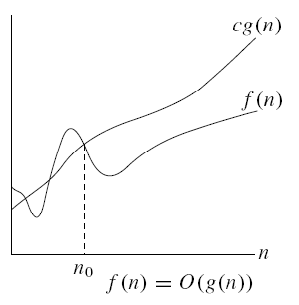 cg(n)
f(n)
n
n₀
f(n) = O(g(n))